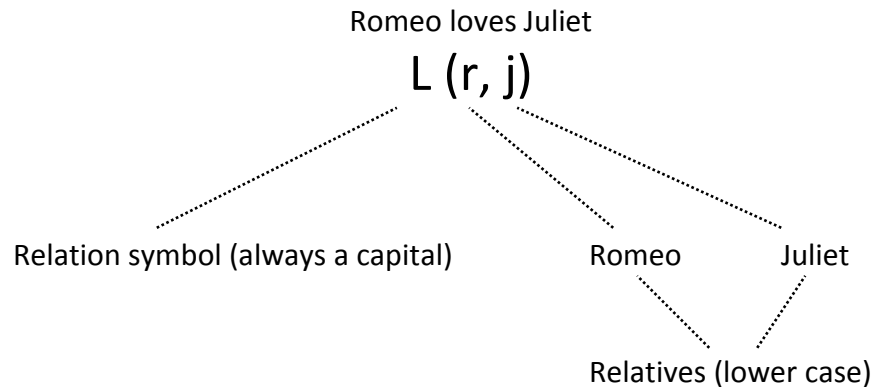 Romeo loves Juliet
L (r, j)
Relation symbol (always a capital)
Romeo
Juliet
Relatives (lower case)